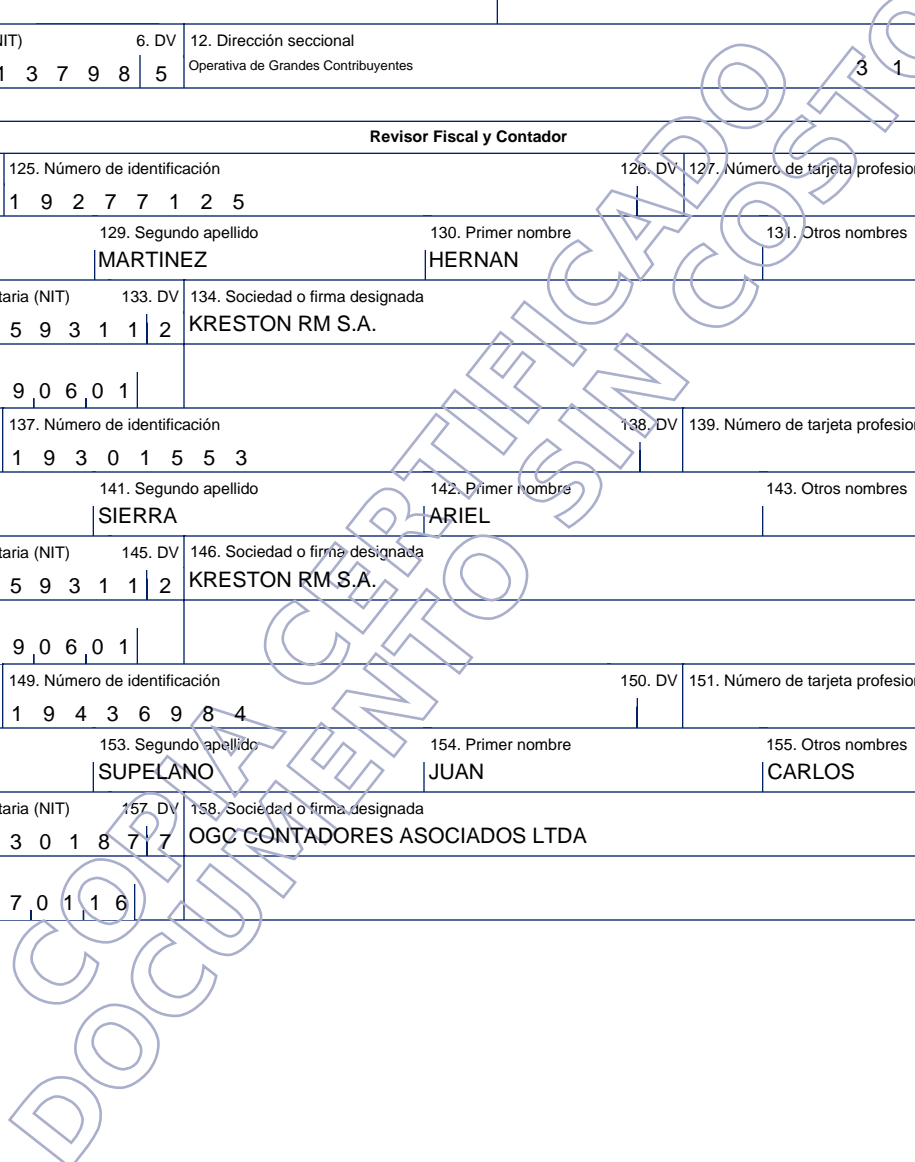 NIT) 6. DV 12. Dirección seccional
1 3 7 9 8 5 Operativa de Grandes Contribuyentes 3 1
Revisor Fiscal y Contador
125. Número de identificación 126. DV 127. Número de tarjeta profesion
1 9 2 7 7 1 2 5
129. Segundo apellido 130. Primer nombre 131. Otros nombres
MARTINEZ HERNAN
taria (NIT) 133. DV 134. Sociedad o firma designada
5 9 3 1 1 2 KRESTON RM S.A.
9 0 6 0 1
137. Número de identificación 138. DV 139. Número de tarjeta profesion
1 9 3 0 1 5 5 3
141. Segundo apellido 142. Primer nombre 143. Otros nombres
SIERRA ARIEL
taria (NIT) 145. DV 146. Sociedad o firma designada
5 9 3 1 1 2 KRESTON RM S.A.
9 0 6 0 1
149. Número de identificación 150. DV 151. Número de tarjeta profesion
1 9 4 3 6 9 8 4
153. Segundo apellido 154. Primer nombre 155. Otros nombres
SUPELANO JUAN CARLOS
taria (NIT) 157. DV 158. Sociedad o firma designada
3 0 1 8 7 7 OGC CONTADORES ASOCIADOS LTDA
7 0 1 1 6
COPIA CERTIFICADO
DOCUMENTO SIN COSTO